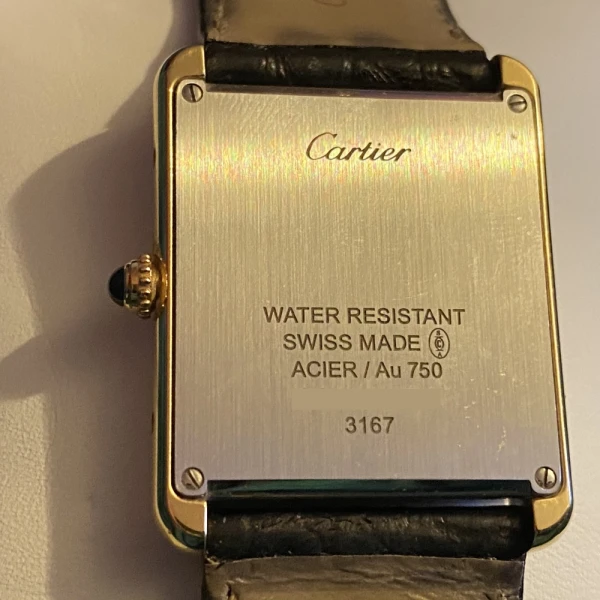 Cartier
WATER RESISTANT
SWISS MADE
ACIER / Au 750
3167